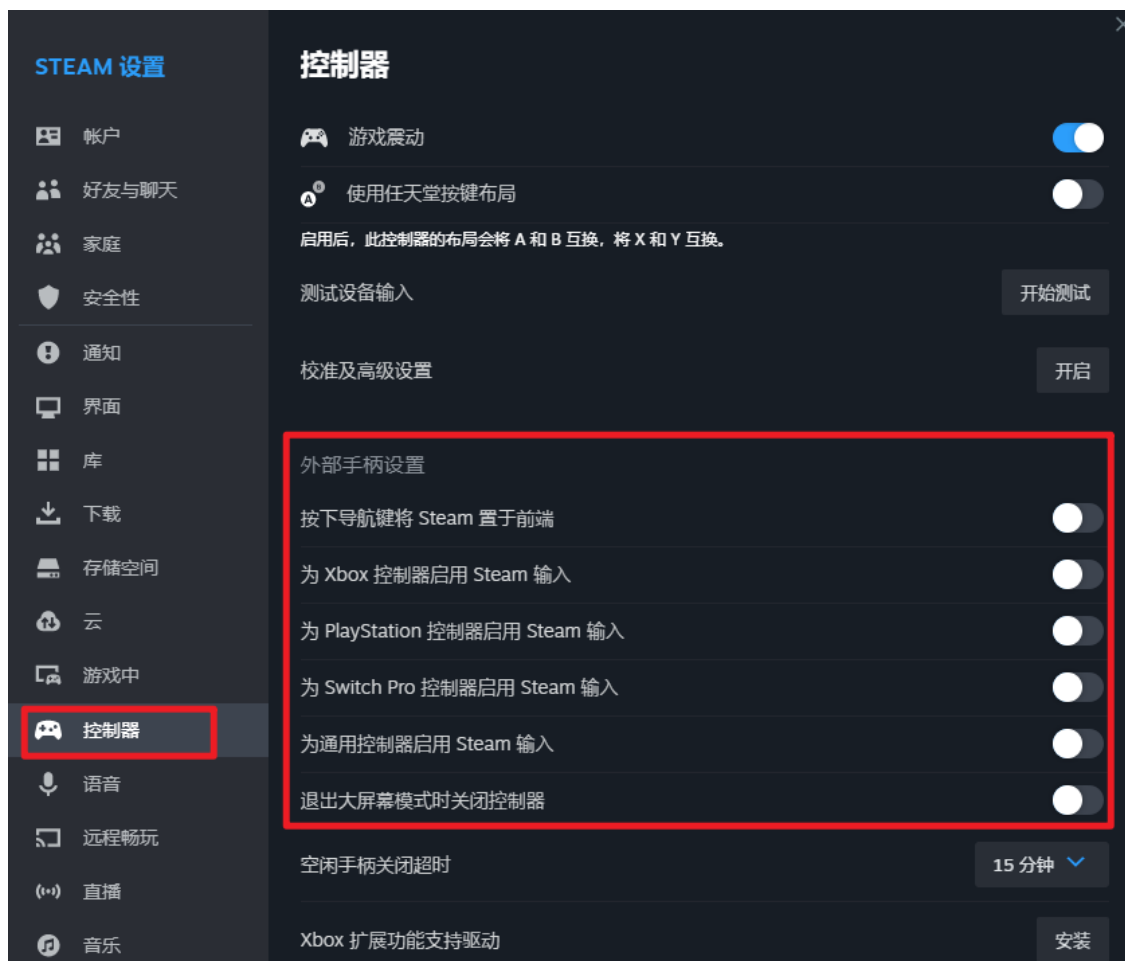 STEAM 设置
帐户
好友与聊天
家庭
安全性
通知
界面
库
下载
存储空间
云
游戏中
控制器
语音
远程畅玩
直播
音乐
控制器
游戏震动
使用任天堂按键布局
启用后，此控制器的布局会将 A 和 B 互换，将 X 和 Y 互换。
测试设备输入 开始测试
校准及高级设置 开启
外部手柄设置
按下导航键将 Steam 置于前端
为 Xbox 控制器启用 Steam 输入
为 PlayStation 控制器启用 Steam 输入
为 Switch Pro 控制器启用 Steam 输入
为通用控制器启用 Steam 输入
退出大屏幕模式时关闭控制器
空闲手柄关闭超时 15 分钟
Xbox 扩展功能支持驱动 安装